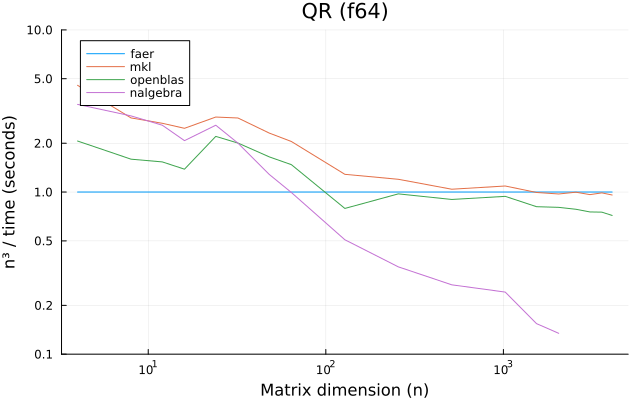 QR (f64)
n³ / time (seconds)
10.0
5.0
2.0
1.0
0.5
0.2
0.1
faer
mkl
openblas
nalgebra
10¹
10²
10³
Matrix dimension (n)